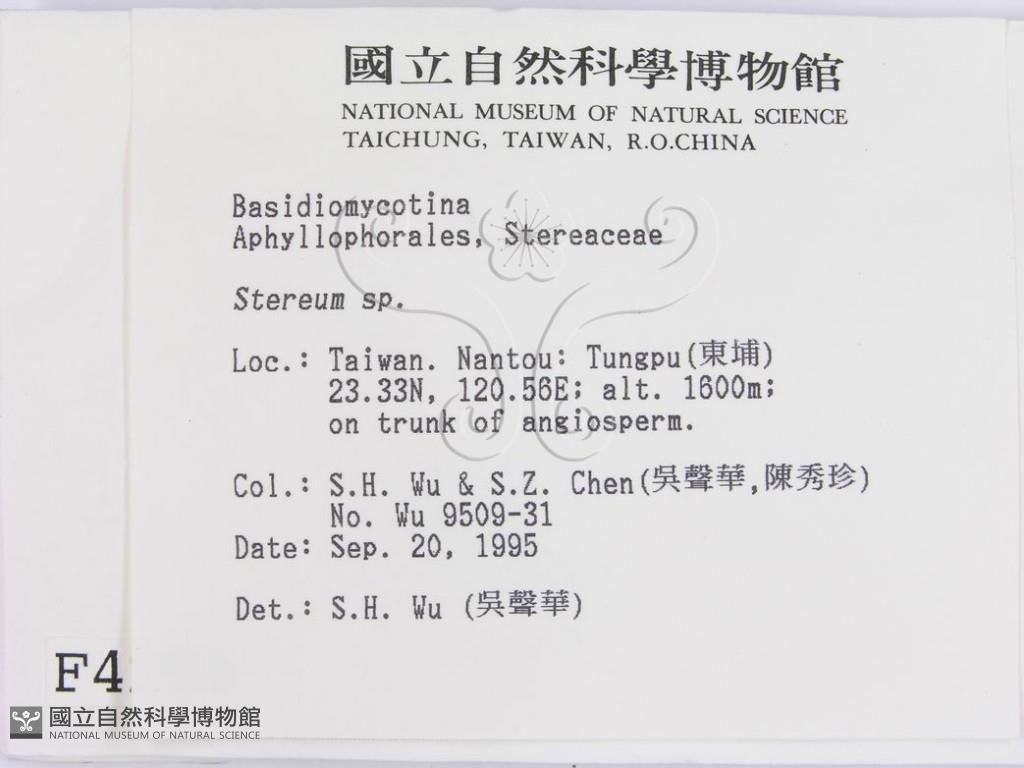 國立自然科學博物館
NATIONAL MUSEUM OF NATURAL SCIENCE
TAICHUNG, TAIWAN, R.O.CHINA
Basidiomycotina
Aphyllophorales, Stereaceae
Stereum sp.
Loc.: Taiwan. Nantou: Tungpu(東埔)
23.33N, 120.56E; alt. 1600m;
on trunk of angiosperm.
Col.: S.H. Wu & S.Z. Chen(吳聲華,陳秀珍)
No. Wu 9509-31
Date: Sep. 20, 1995
Det.: S.H. Wu (吳聲華)
F4
國立自然科學博物館
NATIONAL MUSEUM OF NATURAL SCIENCE